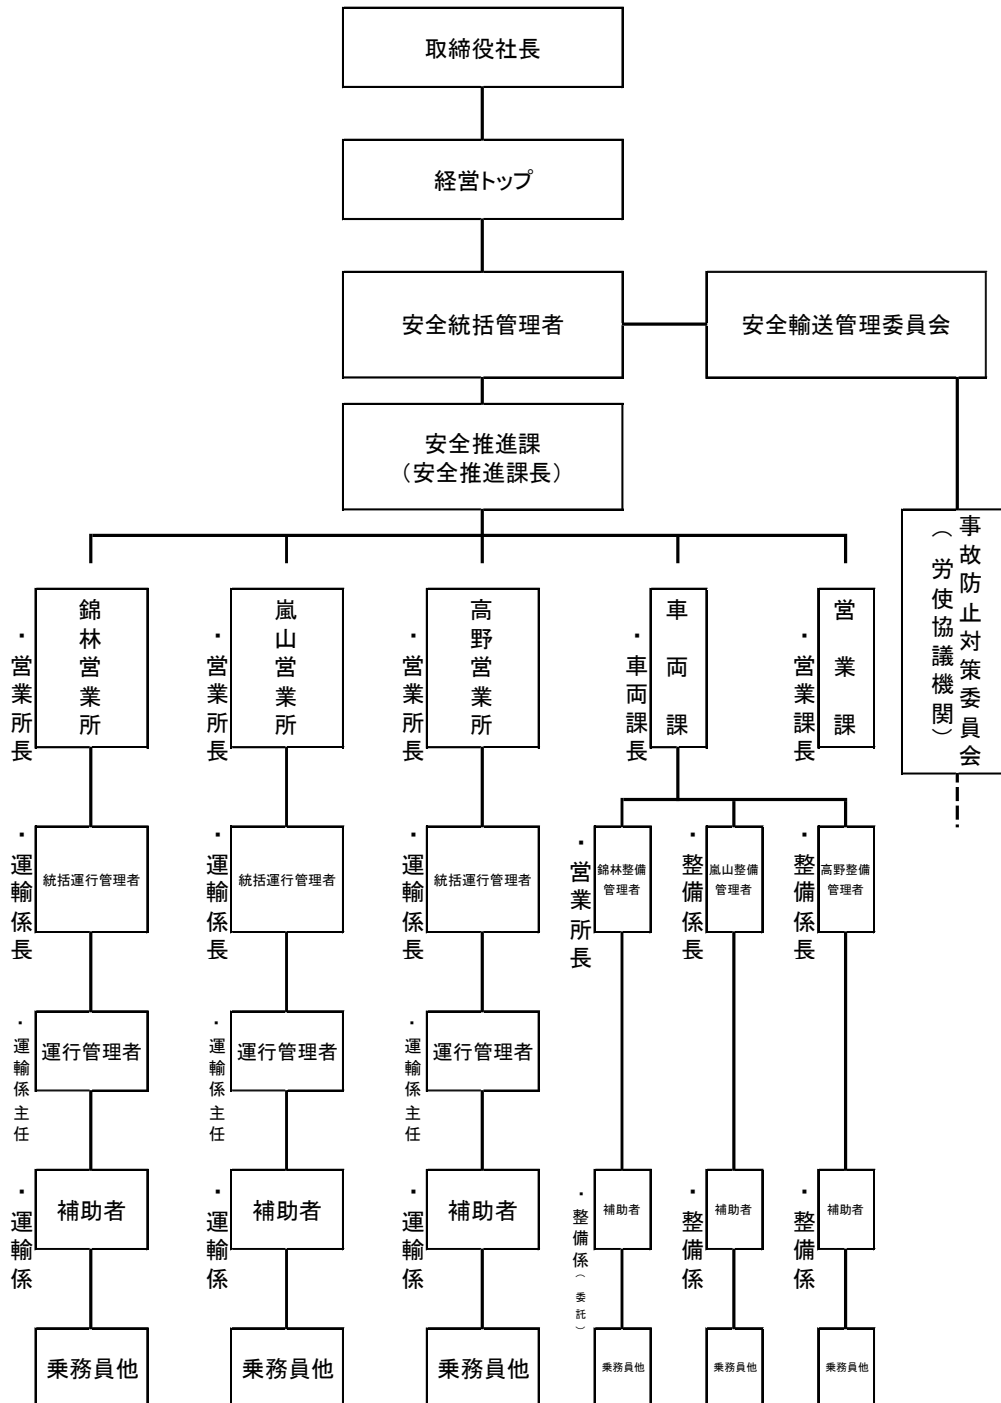 取締役社長
経営トップ
安全統括管理者
安全輸送管理委員会
安全推進課
（安全推進課長）
事故防止対策委員会
（労使協議機関）
錦林営業所
・営業所長
嵐山営業所
・営業所長
高野営業所
・営業所長
車両課
・車両課長
営業課
・営業課長
統括運行管理者
・運輸係長
統括運行管理者
・運輸係長
統括運行管理者
・運輸係長
錦林整備
管理者
・営業所長
嵐山整備
管理者
・整備係長
高野整備
管理者
・整備係長
運行管理者
・運輸係主任
運行管理者
・運輸係主任
運行管理者
・運輸係主任
補助者
・運輸係
補助者
・運輸係
補助者
・運輸係
補助者
・整備係（委託）
補助者
・整備係
補助者
・整備係
乗務員他
乗務員他
乗務員他
乗務員他
乗務員他
乗務員他